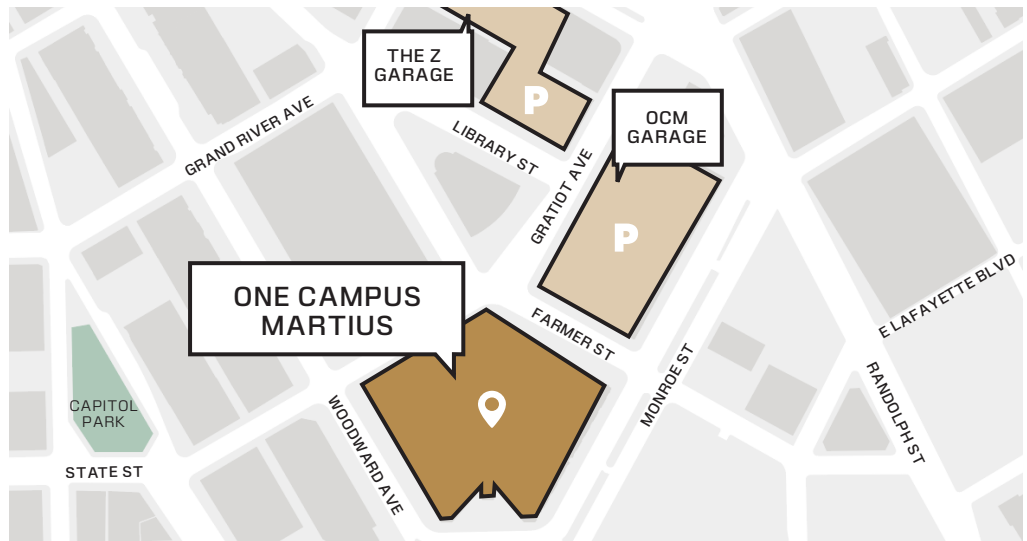 THE Z
GARAGE
OCM
GARAGE
GRAND RIVER AVE
LIBRARY ST
P
GRATIOT AVE
P
ONE CAMPUS
MARTIUS
FARMER ST
E LAFAYETTE BLVD
MONROE ST
RANDOLPH ST
CAPITOL
PARK
WOODWARD AVE
STATE ST